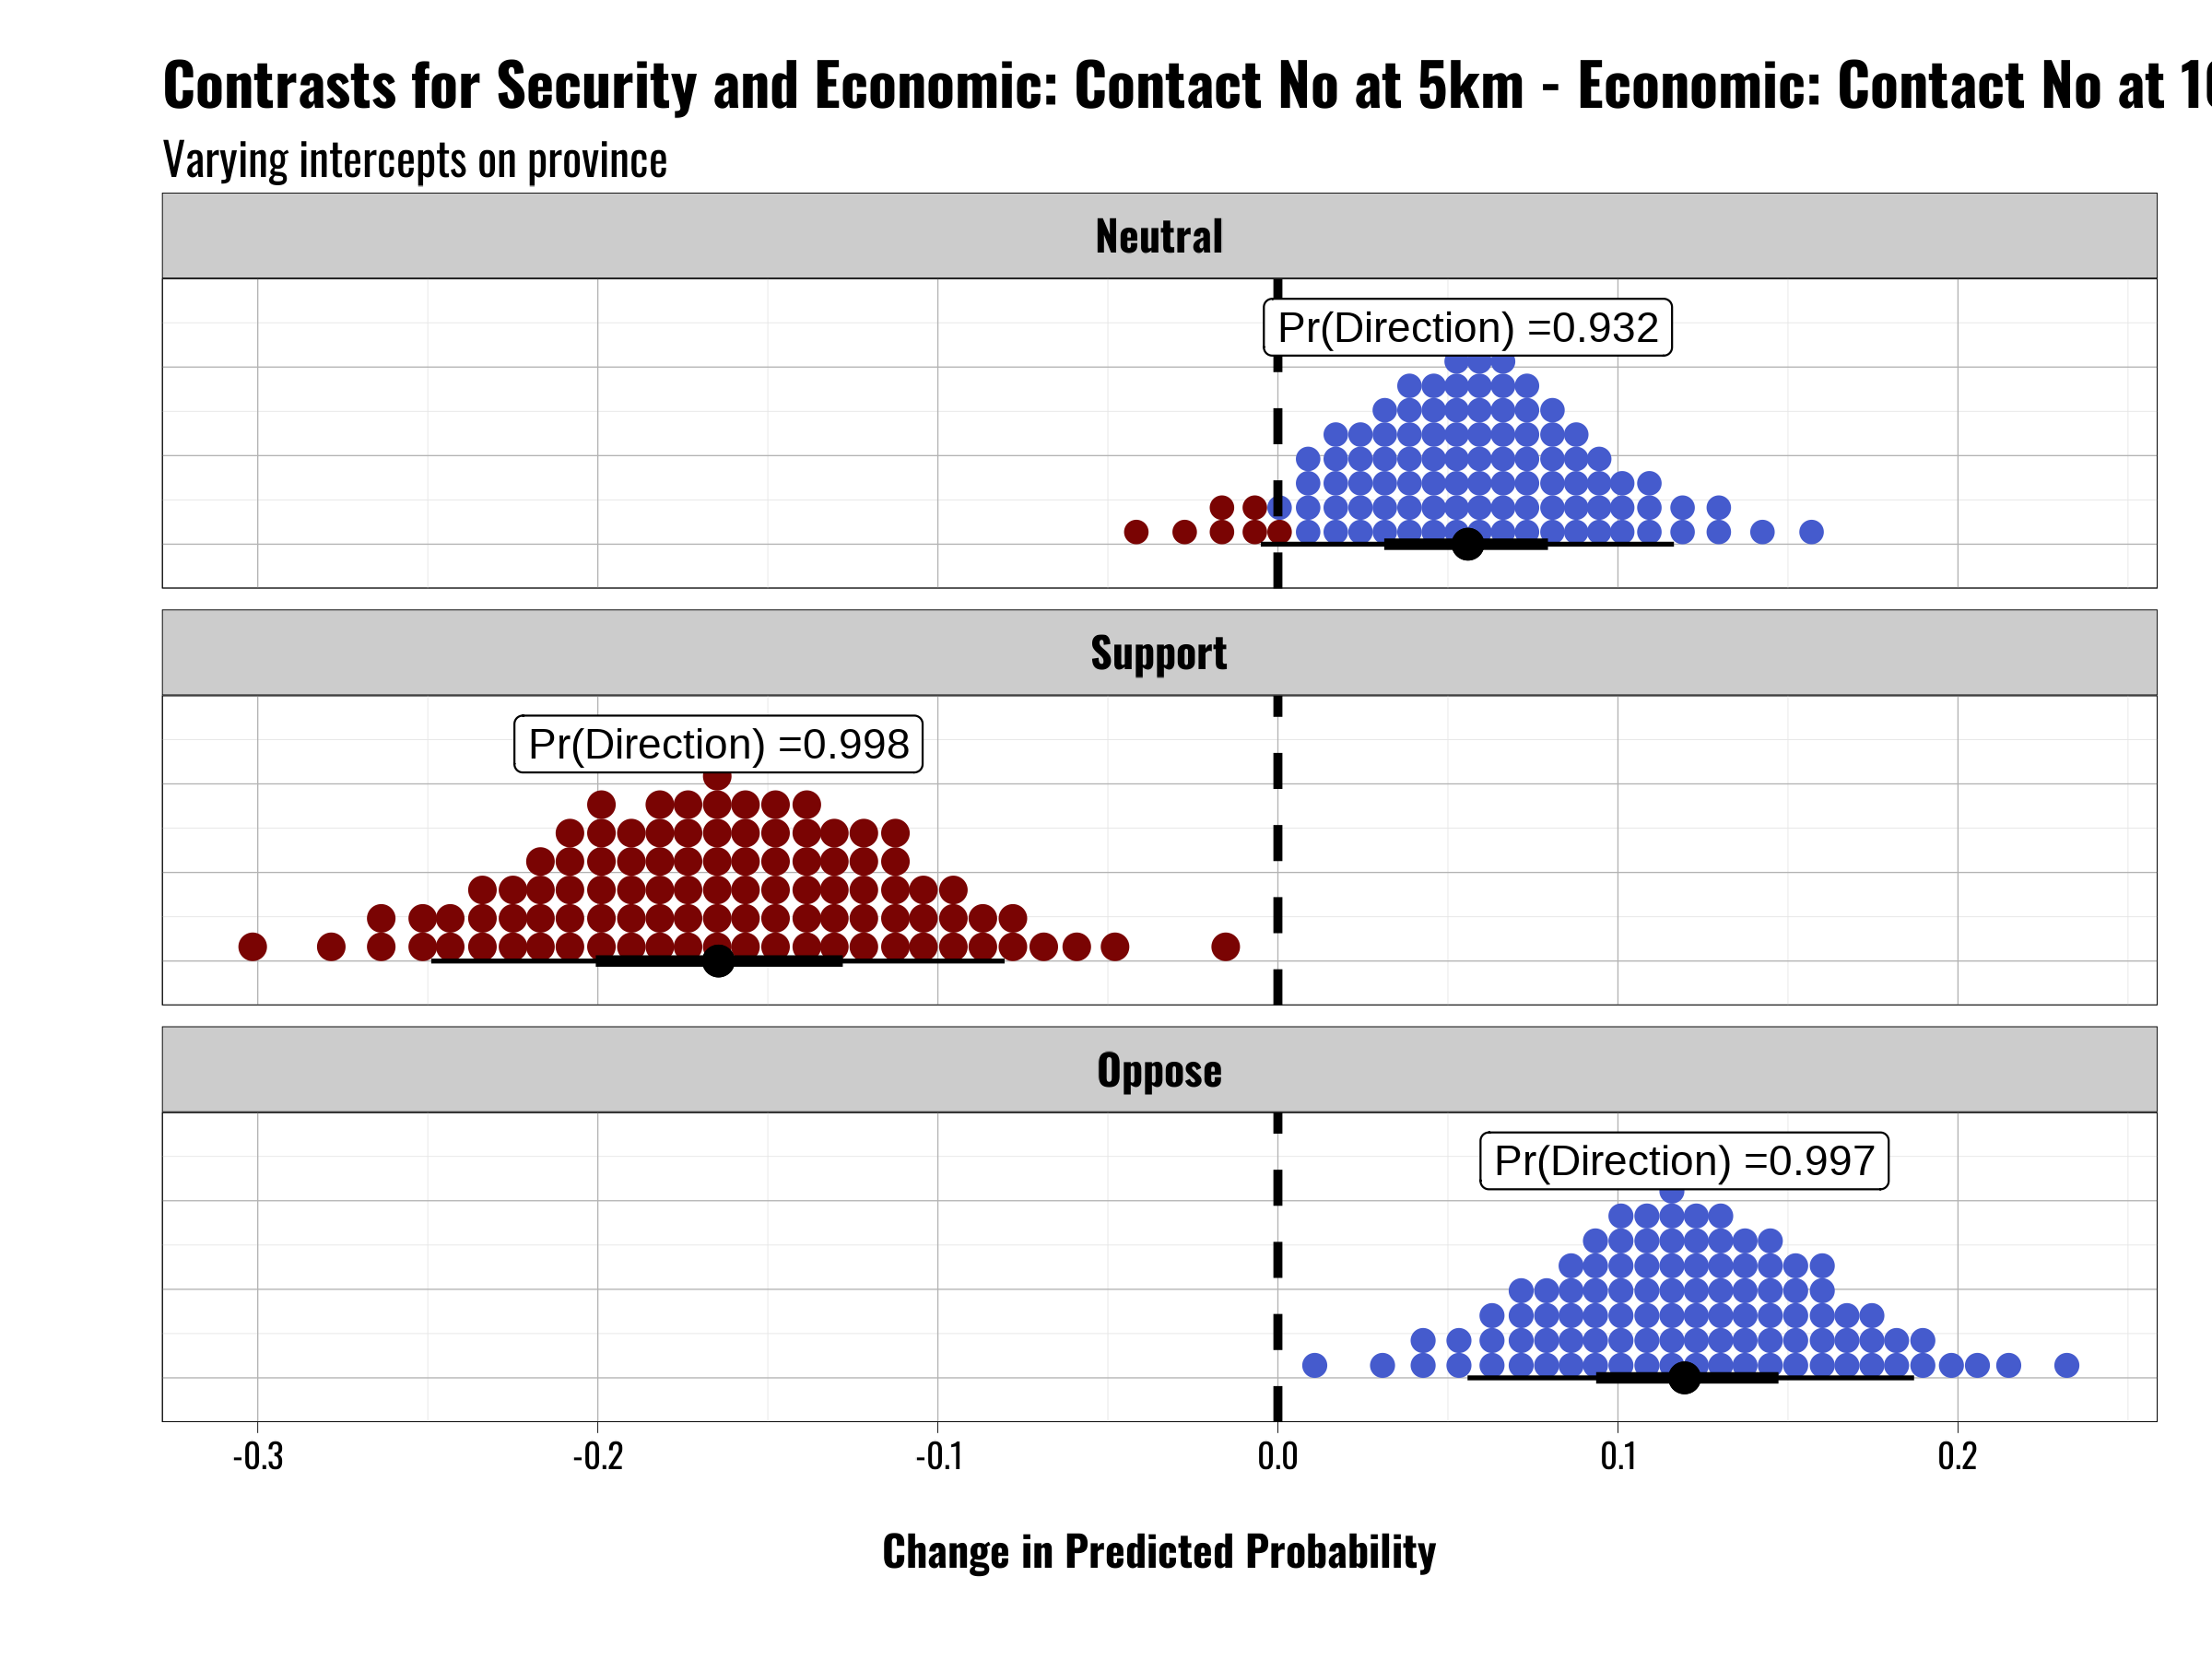 Contrasts for Security and Economic: Contact No at 5km - Economic: Contact No at
Varying intercepts on province
Neutral
Pr(Direction) =0.932
Support
Pr(Direction) =0.998
Oppose
Pr(Direction) =0.997
-0.3 -0.2 -0.1 0.0 0.1 0.2
Change in Predicted Probability